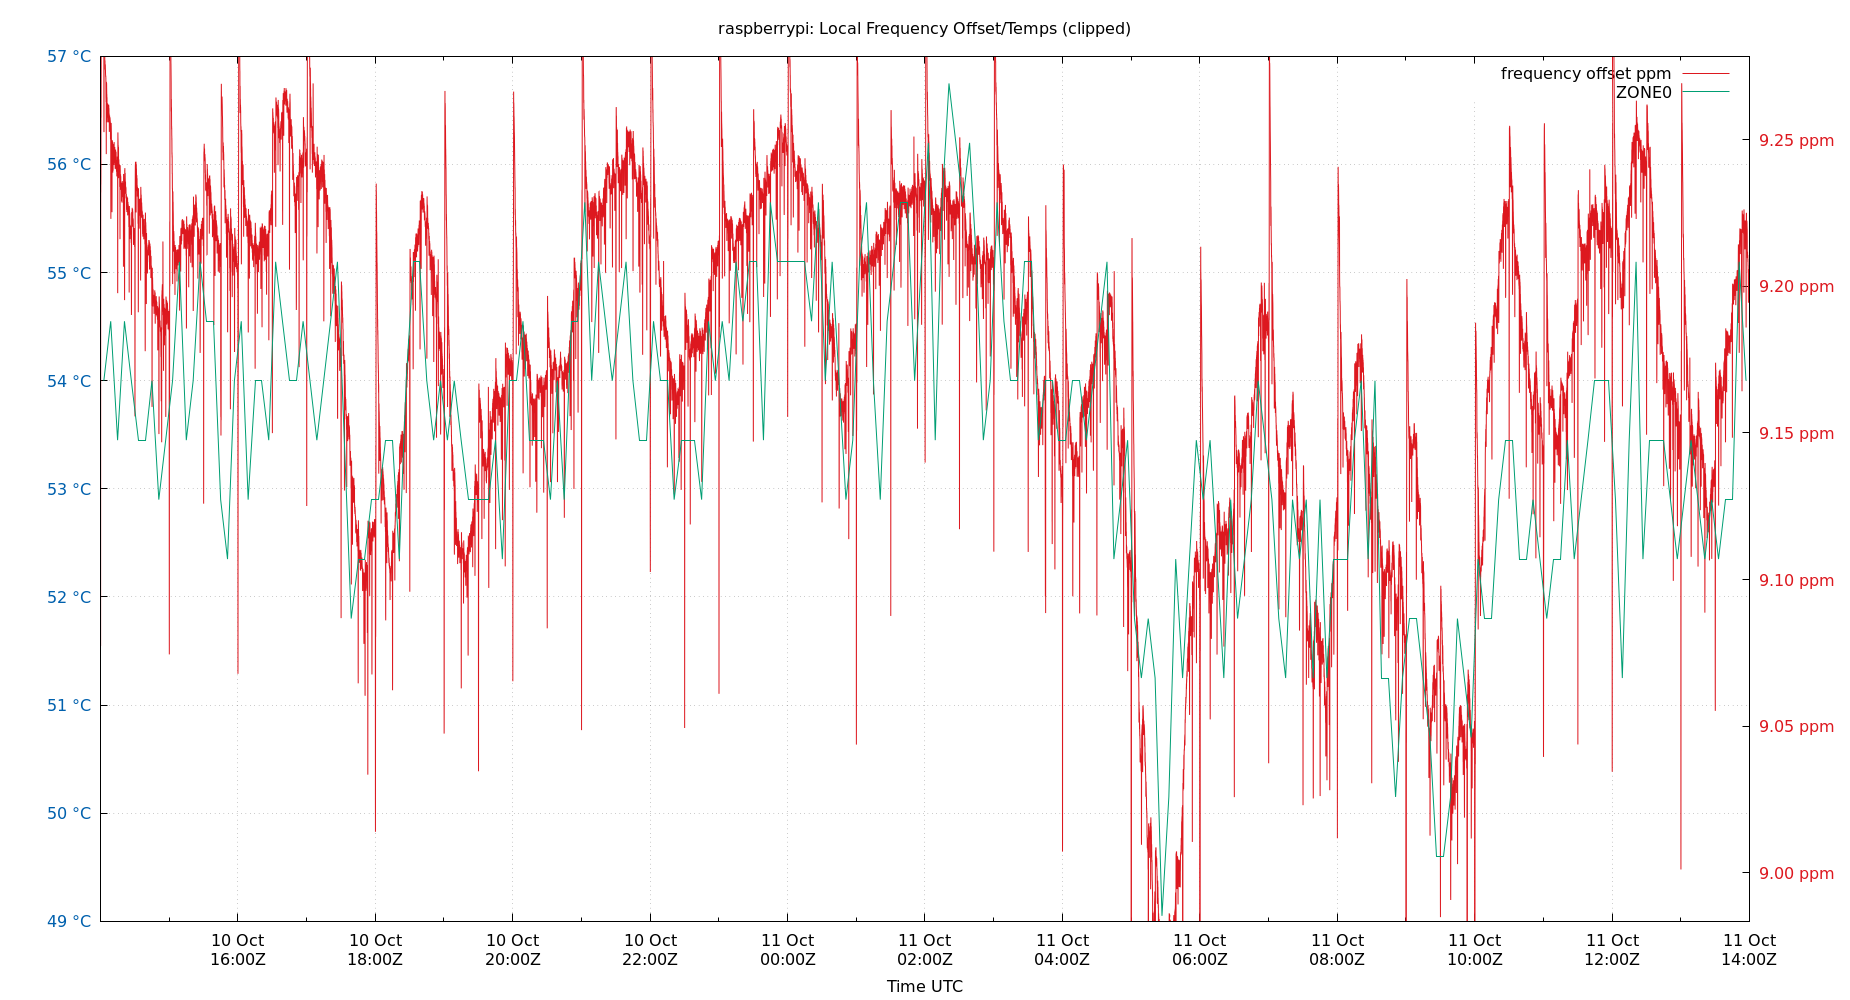 raspberrypi: Local Frequency Offset/Temps (clipped)
57 °C
56 °C
55 °C
54 °C
53 °C
52 °C
51 °C
50 °C
49 °C
frequency offset ppm
ZONE0
9.25 ppm
9.20 ppm
9.15 ppm
9.10 ppm
9.05 ppm
9.00 ppm
10 Oct 10 Oct 10 Oct 10 Oct 11 Oct 11 Oct 11 Oct 11 Oct 11 Oct 11 Oct 11 Oct 11 Oct
16:00Z 18:00Z 20:00Z 22:00Z 00:00Z 02:00Z 04:00Z 06:00Z 08:00Z 10:00Z 12:00Z 14:00Z
Time UTC